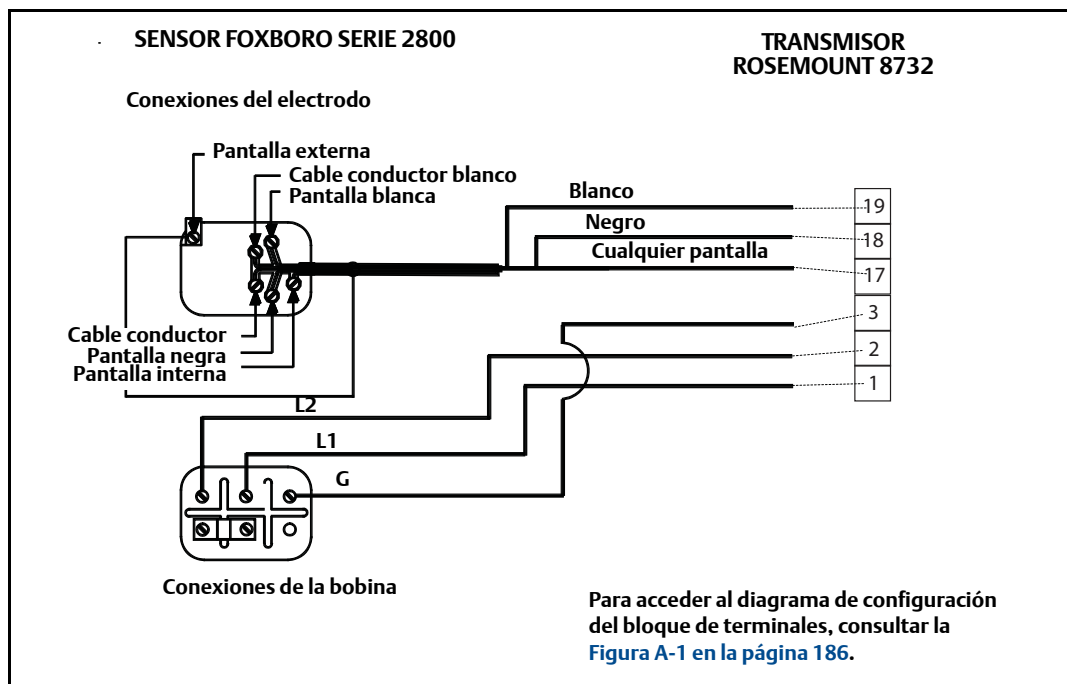 SENSOR FOXBORO SERIE 2800
TRANSMISOR
ROSEMOUNT 8732
Conexiones del electrodo
Pantalla externa
Cable conductor blanco
Pantalla blanca
Blanco
19
Negro
18
Cualquier pantalla
17
3
Cable conductor
Pantalla negra
Pantalla interna
2
1
L2
L1
G
Conexiones de la bobina
Para acceder al diagrama de configuración
del bloque de terminales, consultar la
Figura A-1 en la página 186.